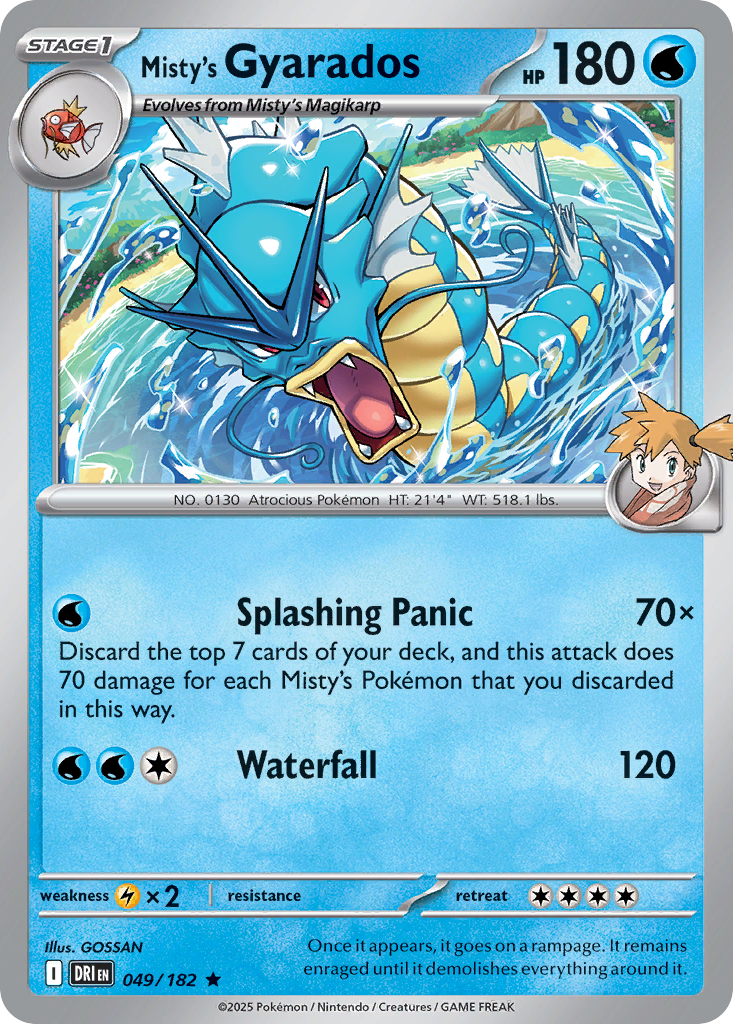 STAGE1
Misty's Gyarados HP 180
Evolves from Misty's Magikarp
NO. 0130 Atrocious Pokémon HT: 21'4" WT: 518.1 lbs.
Splashing Panic 70×
Discard the top 7 cards of your deck, and this attack does
70 damage for each Misty's Pokémon that you discarded
in this way.
Waterfall 120
weakness ×2 resistance retreat
Illus. GOSSAN
Once it appears, it goes on a rampage. It remains
enraged until it demolishes everything around it.
I DRI EN 049/182 ★
©2025 Pokémon / Nintendo / Creatures / GAME FREAK